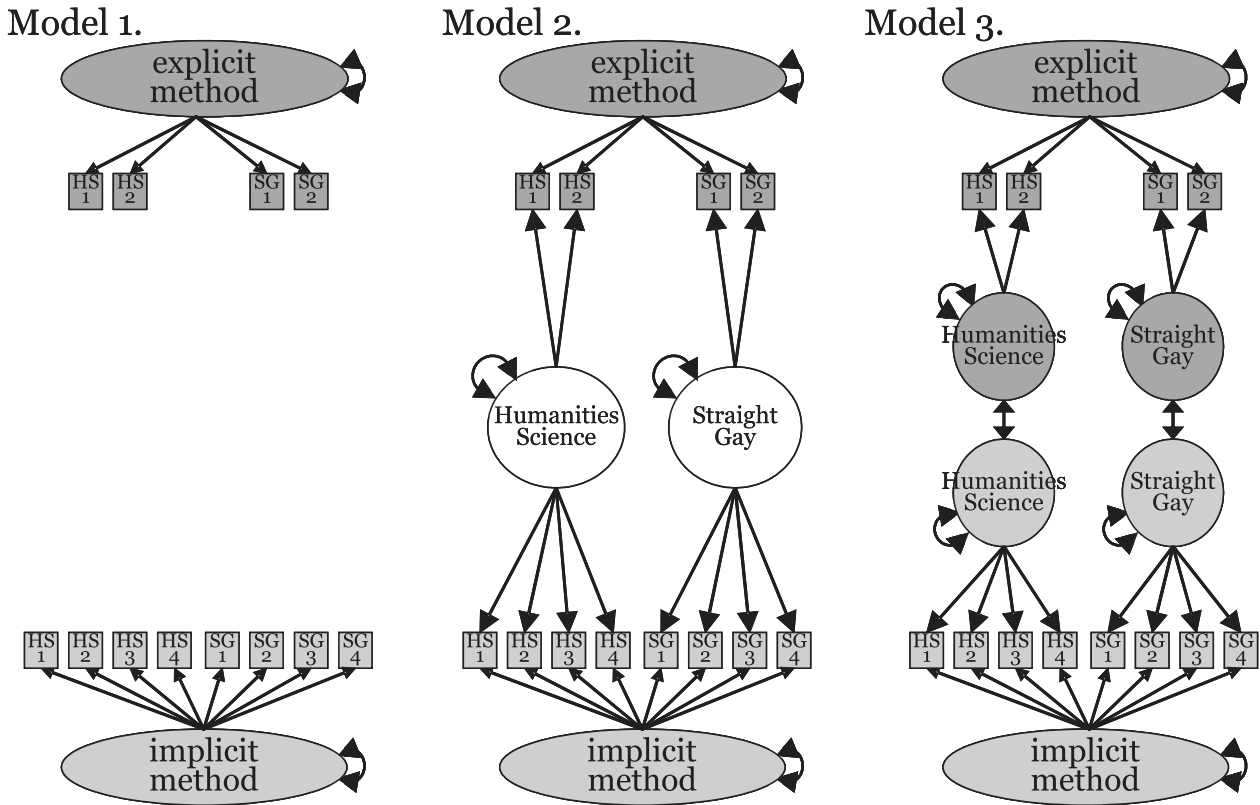 Model 1.
explicit
method
HS
1
HS
2
SG
1
SG
2
HS
1
HS
2
HS
3
HS
4
SG
1
SG
2
SG
3
SG
4
implicit
method
Model 2.
explicit
method
HS
1
HS
2
SG
1
SG
2
Humanities
Science
Straight
Gay
HS
1
HS
2
HS
3
HS
4
SG
1
SG
2
SG
3
SG
4
implicit
method
Model 3.
explicit
method
HS
1
HS
2
SG
1
SG
2
Humanities
Science
Straight
Gay
Humanities
Science
Straight
Gay
HS
1
HS
2
HS
3
HS
4
SG
1
SG
2
SG
3
SG
4
implicit
method